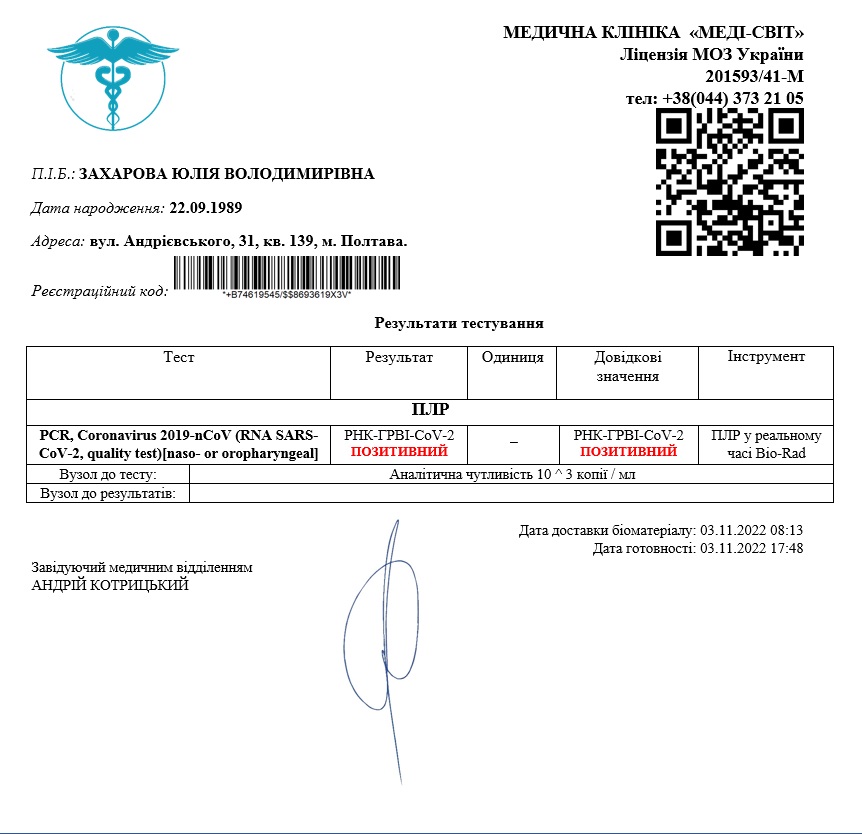 МЕДИЧНА КЛІНІКА «МЕДІ-СВІТ»
Ліцензія МОЗ України
201593/41-М
тел: +38(044) 373 21 05
П.І.Б.: ЗАХАРОВА ЮЛІЯ ВОЛОДИМИРІВНА
Дата народження: 22.09.1989
Адреса: вул. Андрієвського, 31, кв. 139, м. Полтава.
Реєстраційний код:
*+B74619545/$$8693619X3V*
Результати тестування
Тест Результат Одиниця Довідкові значення Інструмент
ПЛР
PCR, Coronavirus 2019-nCoV (RNA SARS- РНК-ГРВІ-CoV-2 – РНК-ГРВІ-CoV-2 ПЛР у реальному
CoV-2, quality test)[naso- or oropharyngeal] ПОЗИТИВНИЙ ПОЗИТИВНИЙ часі Bio-Rad
Вузол до тесту: Аналітична чутливість 10 ^ 3 копії / мл
Вузол до результатів:
Дата доставки біоматеріалу: 03.11.2022 08:13
Дата готовності: 03.11.2022 17:48
Завідуючий медичним відділенням
АНДРІЙ КОТРИЦЬКИЙ